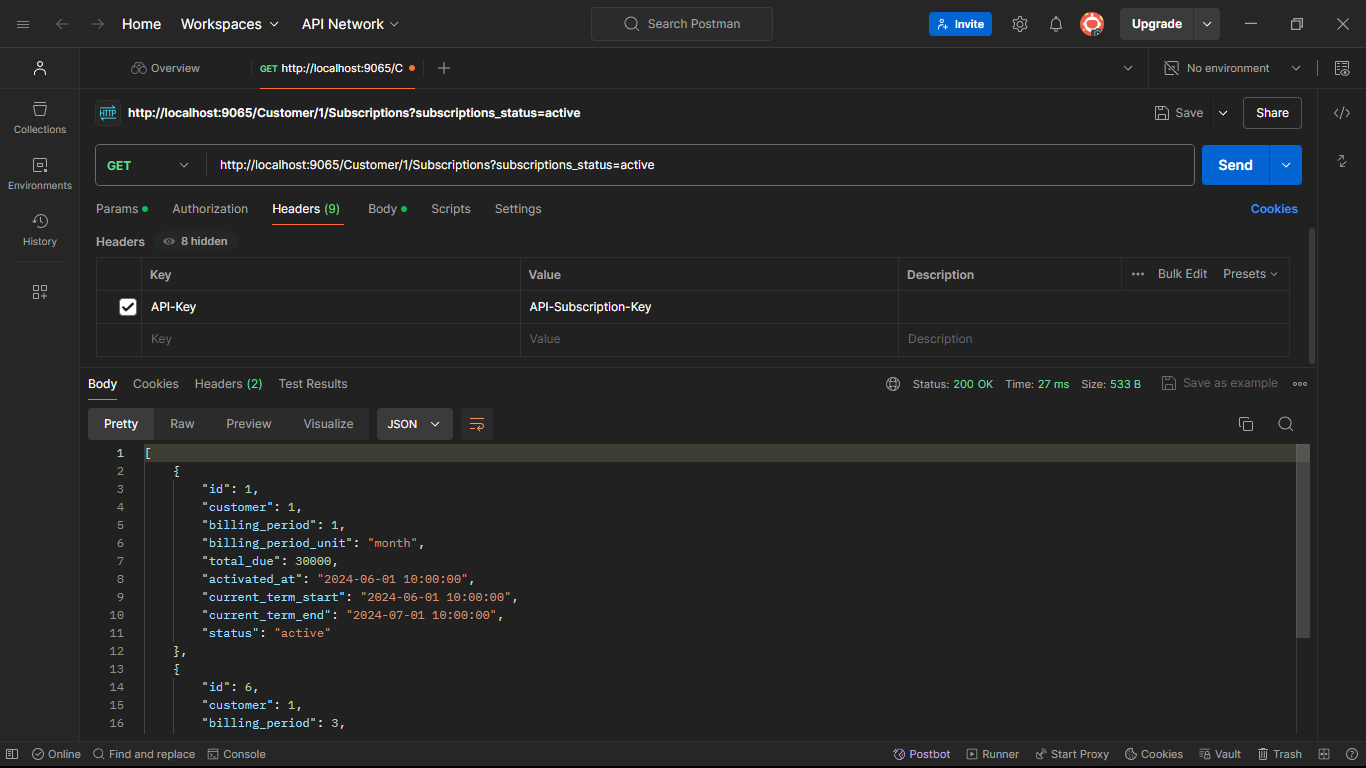 Home Workspaces API Network Search Postman Invite Upgrade
Overview GET http://localhost:9065/C No environment
Collections
Environments
History
HTTP http://localhost:9065/Customer/1/Subscriptions?subscriptions_status=active Save Share
GET http://localhost:9065/Customer/1/Subscriptions?subscriptions_status=active Send
Params Authorization Headers (9) Body Scripts Settings Cookies
Headers 8 hidden
Key Value Description Bulk Edit Presets
API-Key API-Subscription-Key
Key Value Description
Body Cookies Headers (2) Test Results Status: 200 OK Time: 27 ms Size: 533 B Save as example
Pretty Raw Preview Visualize JSON
1 [
2 {
3 "id": 1,
4 "customer": 1,
5 "billing_period": 1,
6 "billing_period_unit": "month",
7 "total_due": 30000,
8 "activated_at": "2024-06-01 10:00:00",
9 "current_term_start": "2024-06-01 10:00:00",
10 "current_term_end": "2024-07-01 10:00:00",
11 "status": "active"
12 },
13 {
14 "id": 6,
15 "customer": 1,
16 "billing_period": 3,
Online Find and replace Console Postbot Runner Start Proxy Cookies Vault Trash